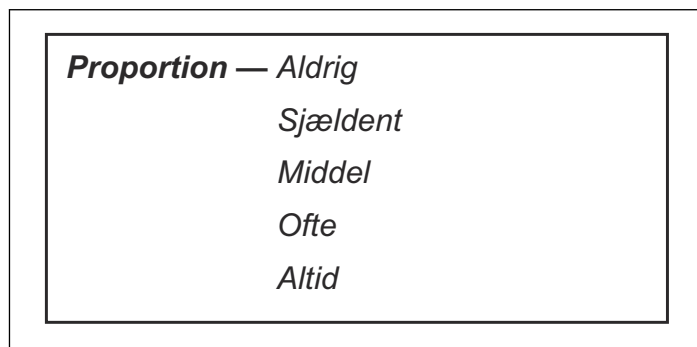 Proportion — Aldrig
Sjældent
Middel
Ofte
Altid